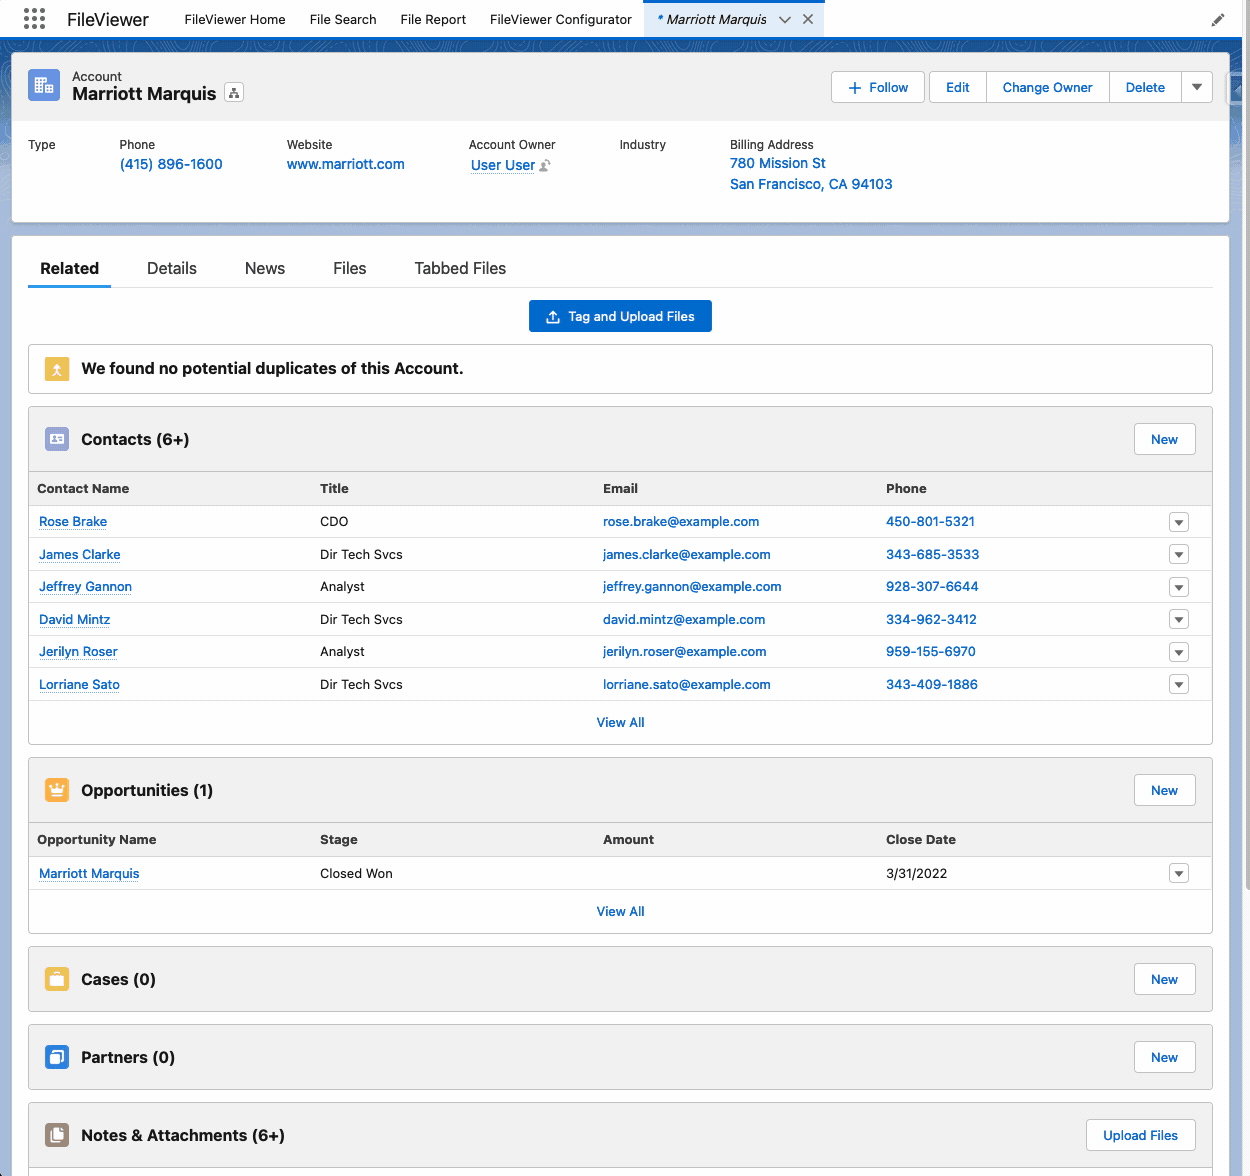 FileViewer FileViewer Home File Search File Report FileViewer Configurator * Marriott Marquis
Account
Marriott Marquis
Follow Edit Change Owner Delete
Type Phone Website Account Owner Industry Billing Address
(415) 896-1600 www.marriott.com User User 780 Mission St
San Francisco, CA 94103
Related Details News Files Tabbed Files
Tag and Upload Files
We found no potential duplicates of this Account.
Contacts (6+) New
Contact Name Title Email Phone
Rose Brake CDO rose.brake@example.com 450-801-5321
James Clarke Dir Tech Svcs james.clarke@example.com 343-685-3533
Jeffrey Gannon Analyst jeffrey.gannon@example.com 928-307-6644
David Mintz Dir Tech Svcs david.mintz@example.com 334-962-3412
Jerilyn Roser Analyst jerilyn.roser@example.com 959-155-6970
Lorriane Sato Dir Tech Svcs lorriane.sato@example.com 343-409-1886
View All
Opportunities (1) New
Opportunity Name Stage Amount Close Date
Marriott Marquis Closed Won 3/31/2022
View All
Cases (0) New
Partners (0) New
Notes & Attachments (6+) Upload Files